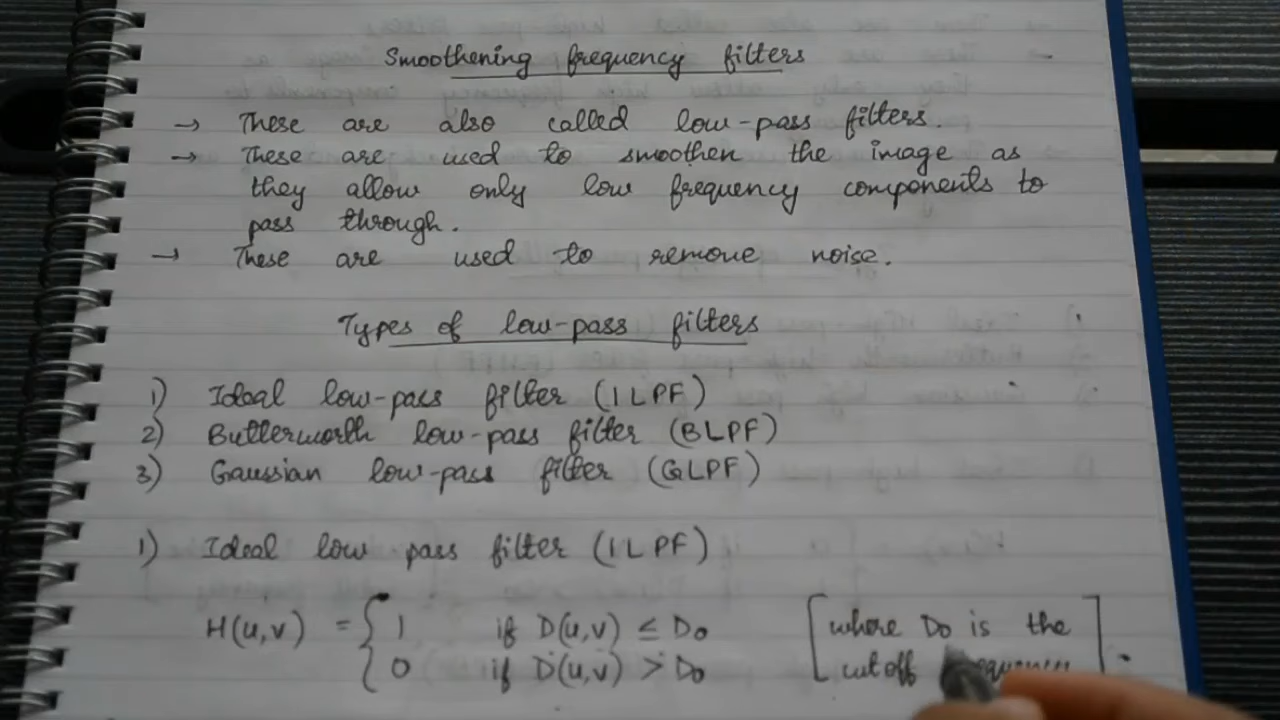 Smoothening frequency filters
→ These are also called low-pass filters.
→ These are used to smoothen the image as
they allow only low frequency components to
pass through.
→ These are used to remove noise.
Types of low-pass filters
1) Ideal low-pass filter (ILPF)
2) Butterworth low-pass filter (BLPF)
3) Gaussian low-pass filter (GLPF)
1) Ideal low pass filter (ILPF)
H(u,v) = { 1 if D(u,v) ≤ D₀ [where D₀ is the
0 if D(u,v) > D₀ cutoff